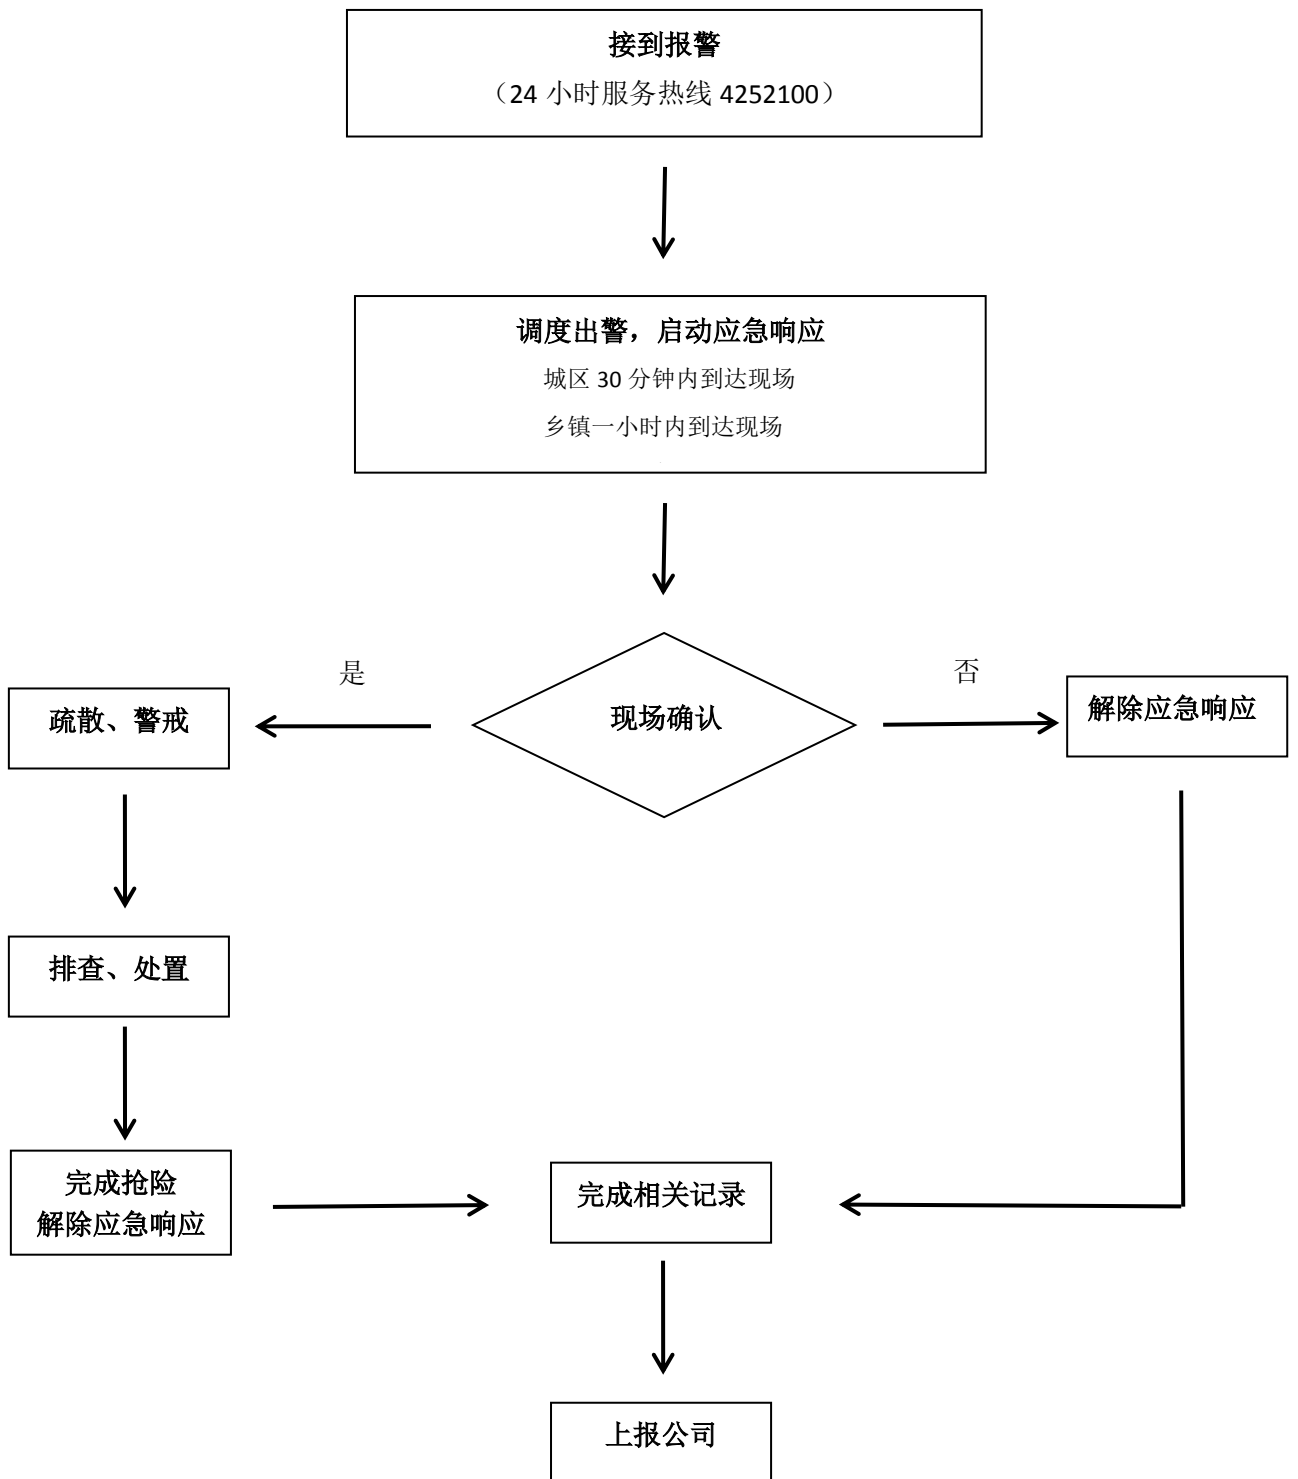 接到报警
（24 小时服务热线 4252100）
调度出警，启动应急响应
城区 30 分钟内到达现场
乡镇一小时内到达现场
是
否
疏散、警戒
现场确认
解除应急响应
排查、处置
完成抢险
解除应急响应
完成相关记录
上报公司